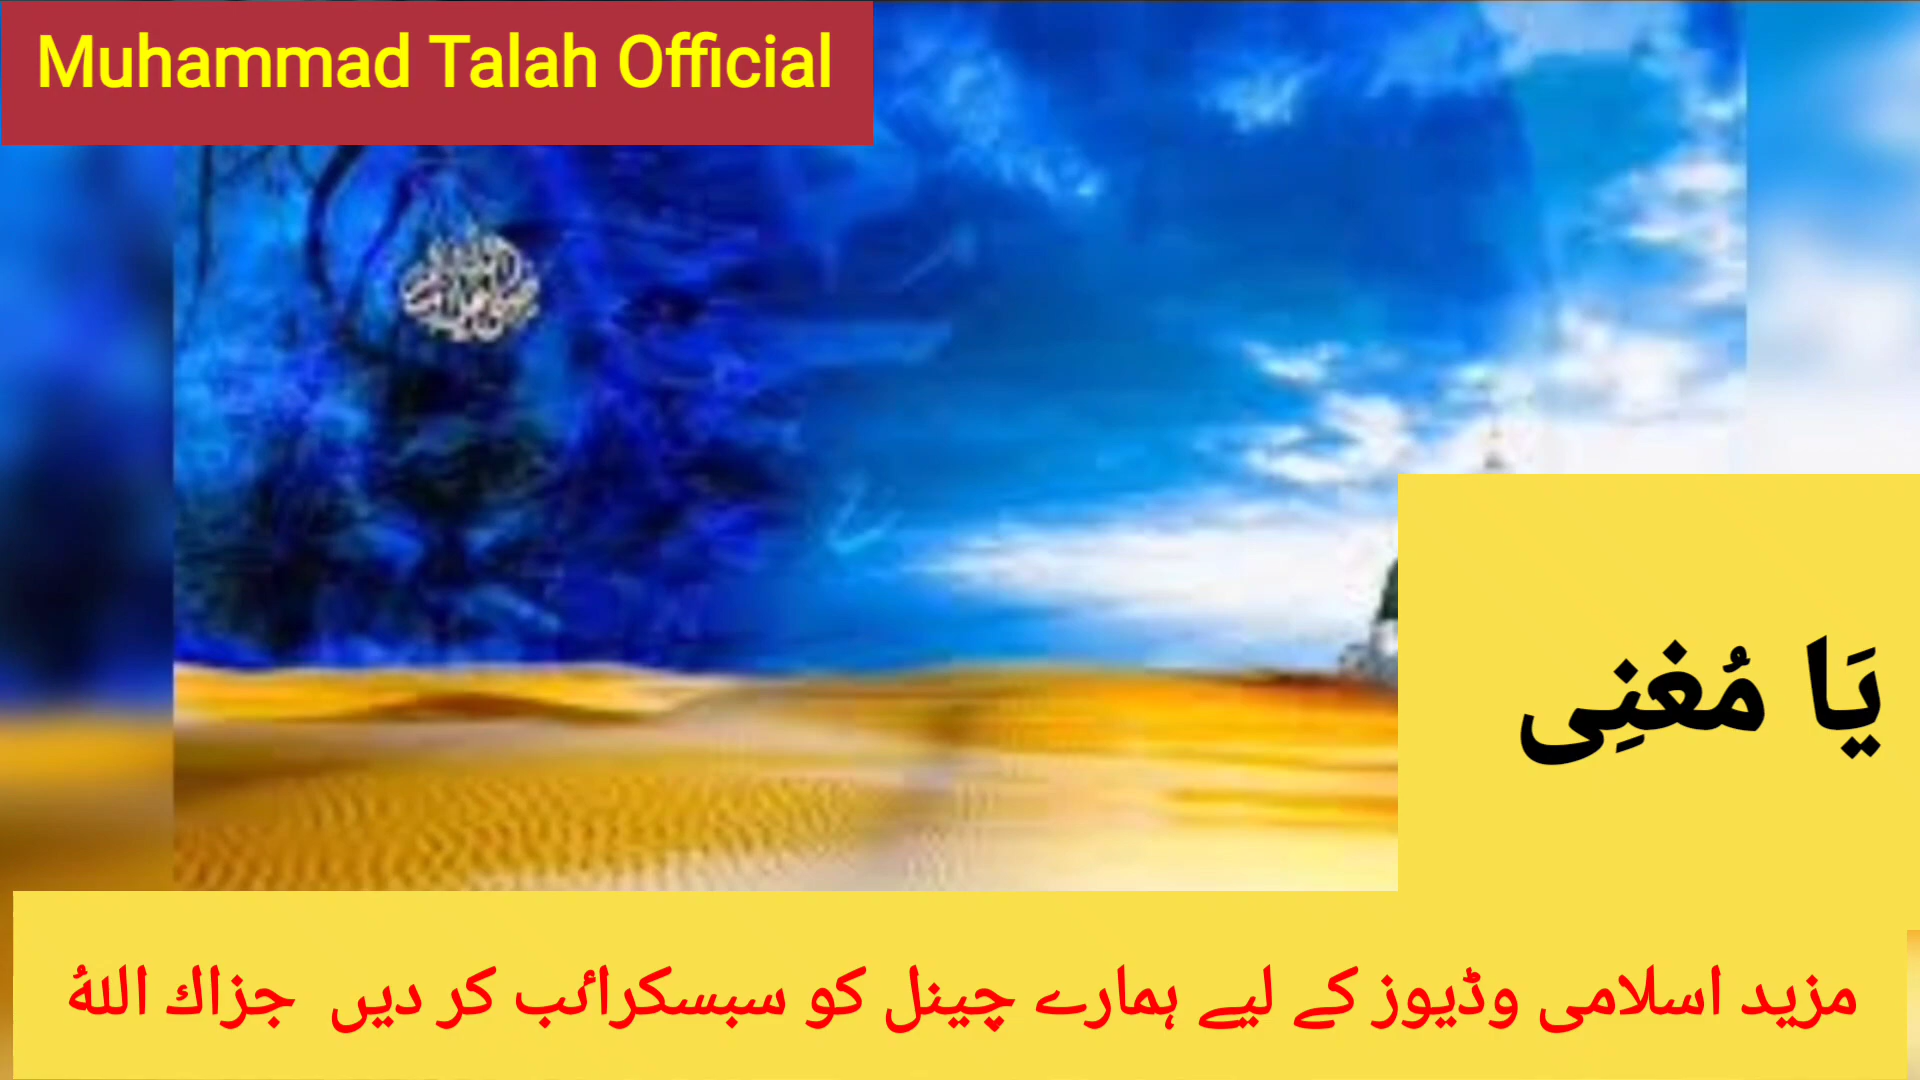 Muhammad Talah Official
يَا مُغنِی
مزید اسلامی وڈیوز کے لیے ہمارے چینل کو سبسکرائب کر دیں جزاك اللهُ